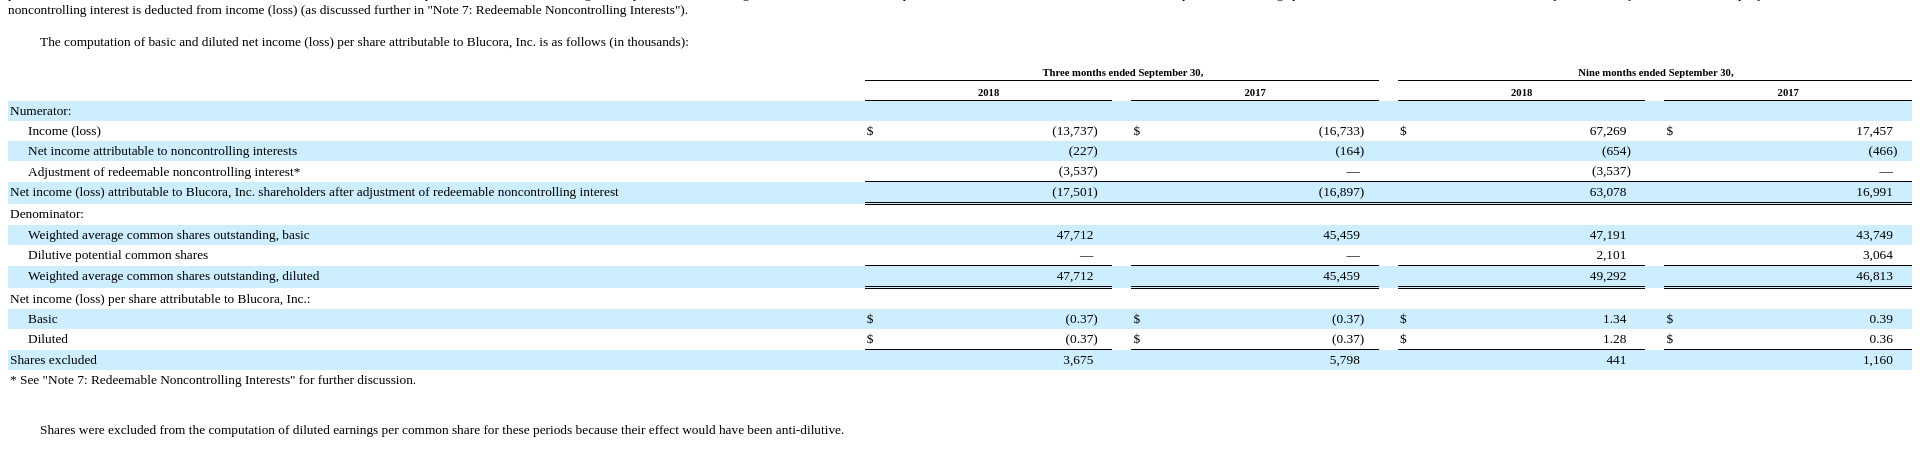 noncontrolling interest is deducted from income (loss) (as discussed further in "Note 7: Redeemable Noncontrolling Interests").
The computation of basic and diluted net income (loss) per share attributable to Blucora, Inc. is as follows (in thousands):
Three months ended September 30, Nine months ended September 30,
2018 2017 2018 2017
Numerator:
Income (loss) $ (13,737) $ (16,733) $ 67,269 $ 17,457
Net income attributable to noncontrolling interests (227) (164) (654) (466)
Adjustment of redeemable noncontrolling interest* (3,537) — (3,537) —
Net income (loss) attributable to Blucora, Inc. shareholders after adjustment of redeemable noncontrolling interest (17,501) (16,897) 63,078 16,991
Denominator:
Weighted average common shares outstanding, basic 47,712 45,459 47,191 43,749
Dilutive potential common shares — — 2,101 3,064
Weighted average common shares outstanding, diluted 47,712 45,459 49,292 46,813
Net income (loss) per share attributable to Blucora, Inc.:
Basic $ (0.37) $ (0.37) $ 1.34 $ 0.39
Diluted $ (0.37) $ (0.37) $ 1.28 $ 0.36
Shares excluded 3,675 5,798 441 1,160
* See "Note 7: Redeemable Noncontrolling Interests" for further discussion.
Shares were excluded from the computation of diluted earnings per common share for these periods because their effect would have been anti-dilutive.